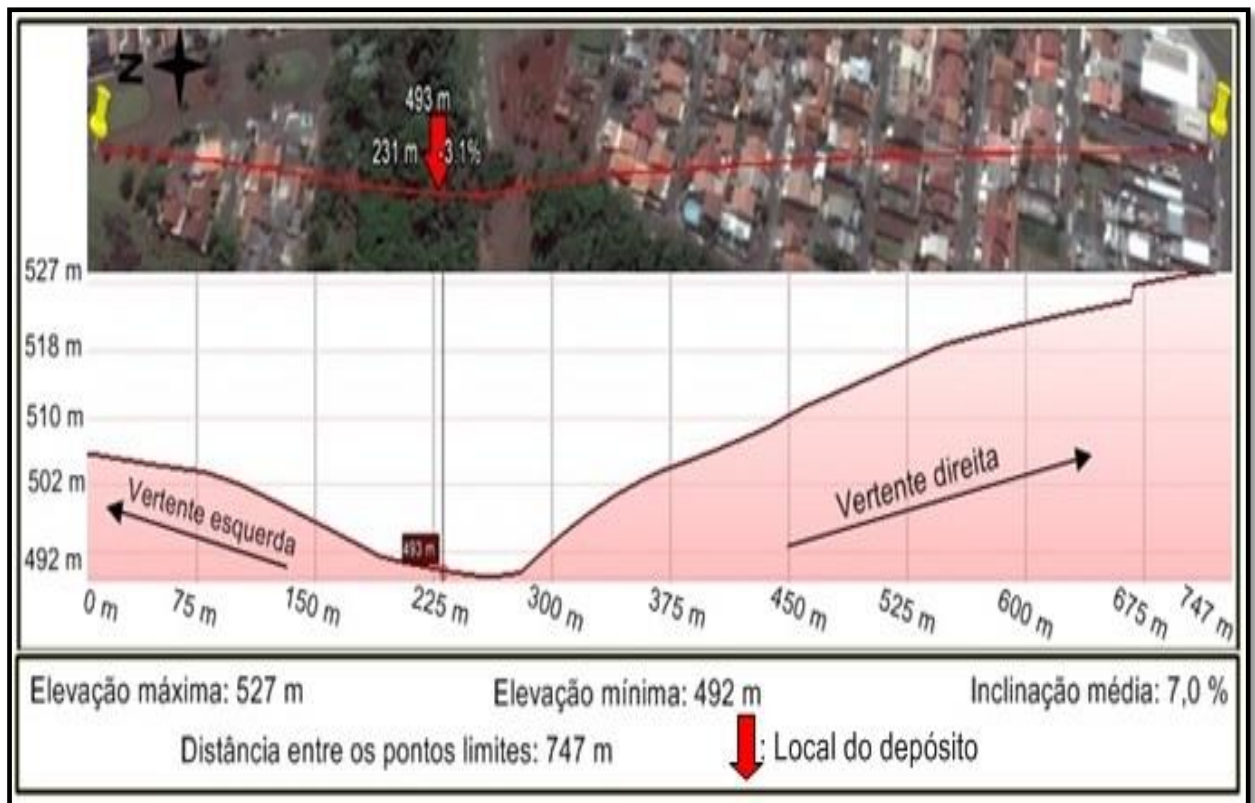 N
493 m
231 m -3.1%
527 m
518 m
510 m
502 m
492 m
Vertente esquerda
493 m
Vertente direita
0 m 75 m 150 m 225 m 300 m 375 m 450 m 525 m 600 m 675 m 747 m
Elevação máxima: 527 m Elevação mínima: 492 m Inclinação média: 7,0 %
Distância entre os pontos limites: 747 m : Local do depósito